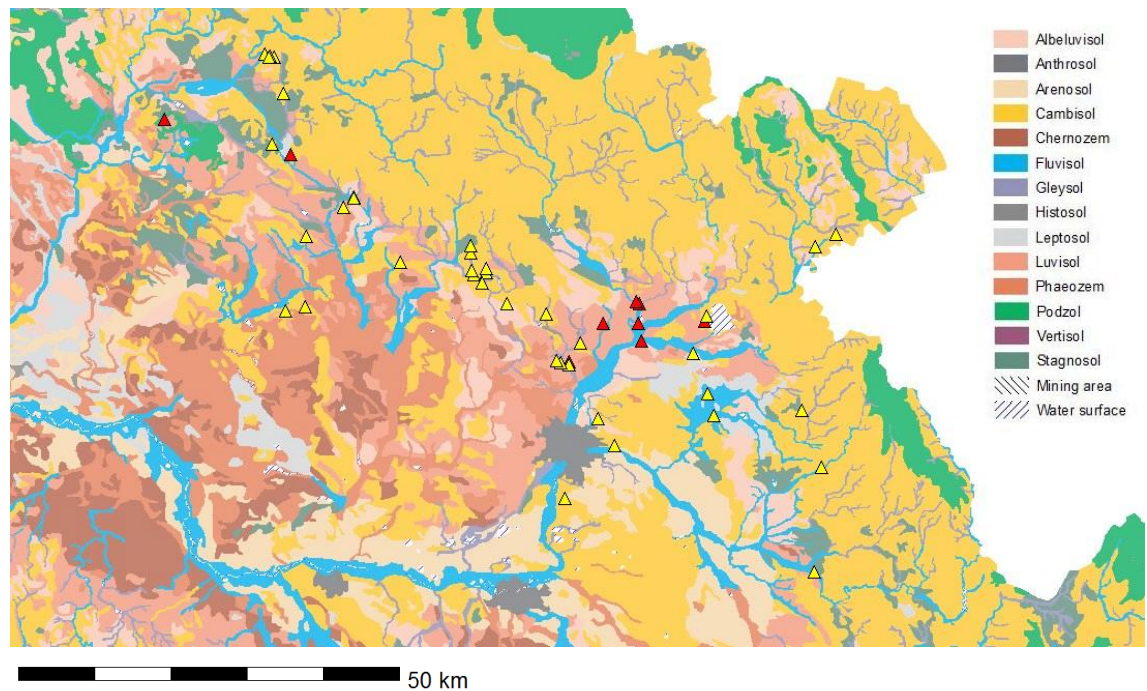 Albeluvisol
Anthrosol
Arenosol
Cambisol
Chernozem
Fluvisol
Gleysol
Histosol
Leptosol
Luvisol
Phaeozem
Podzol
Vertisol
Stagnosol
Mining area
Water surface
50 km